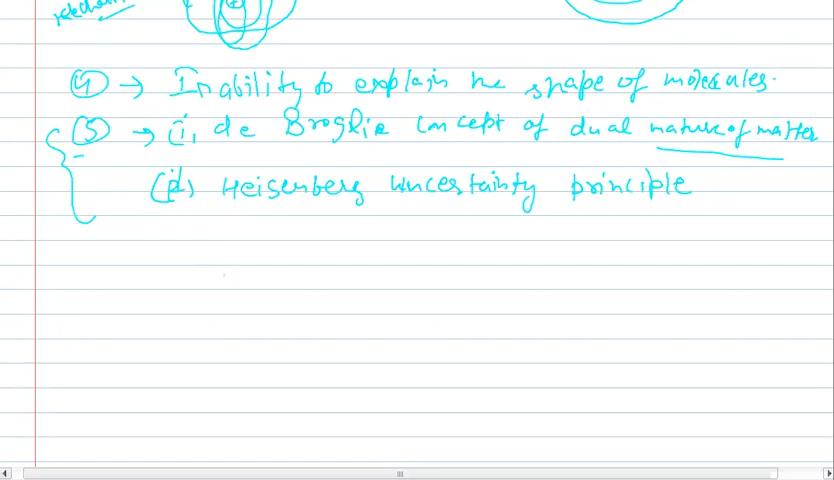 ④ → Inability to explain the shape of molecules.
⑤ → (i) de Broglie concept of dual nature of matter
(ii) Heisenberg Uncertainty principle